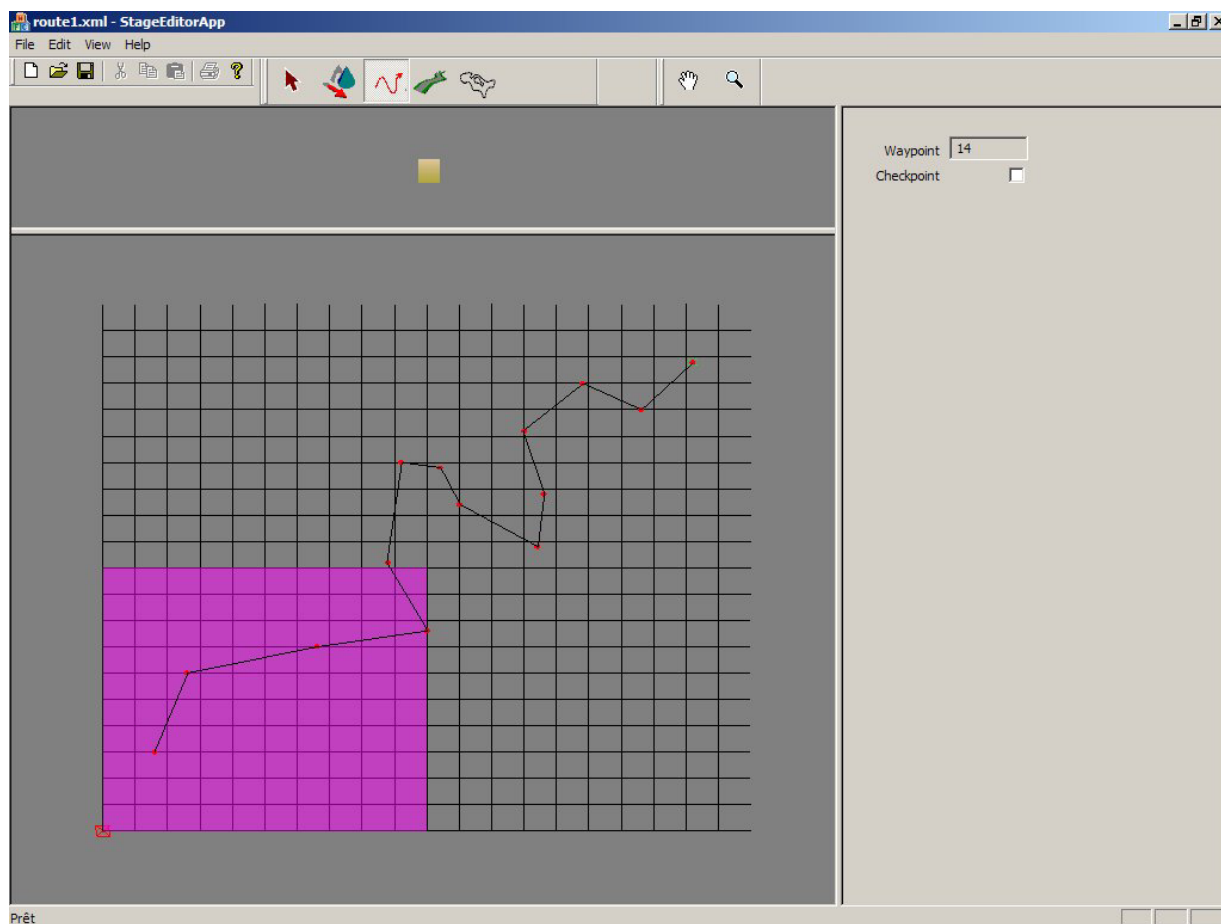 route1.xml - StageEditorApp
File Edit View Help
Waypoint 14
Checkpoint
Prêt